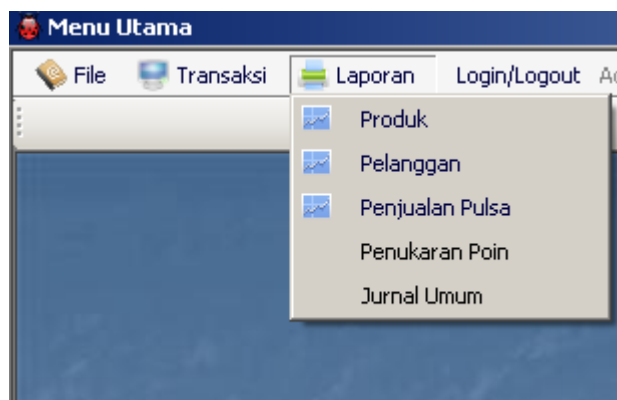 Menu Utama
File Transaksi Laporan Login/Logout
Produk
Pelanggan
Penjualan Pulsa
Penukaran Poin
Jurnal Umum